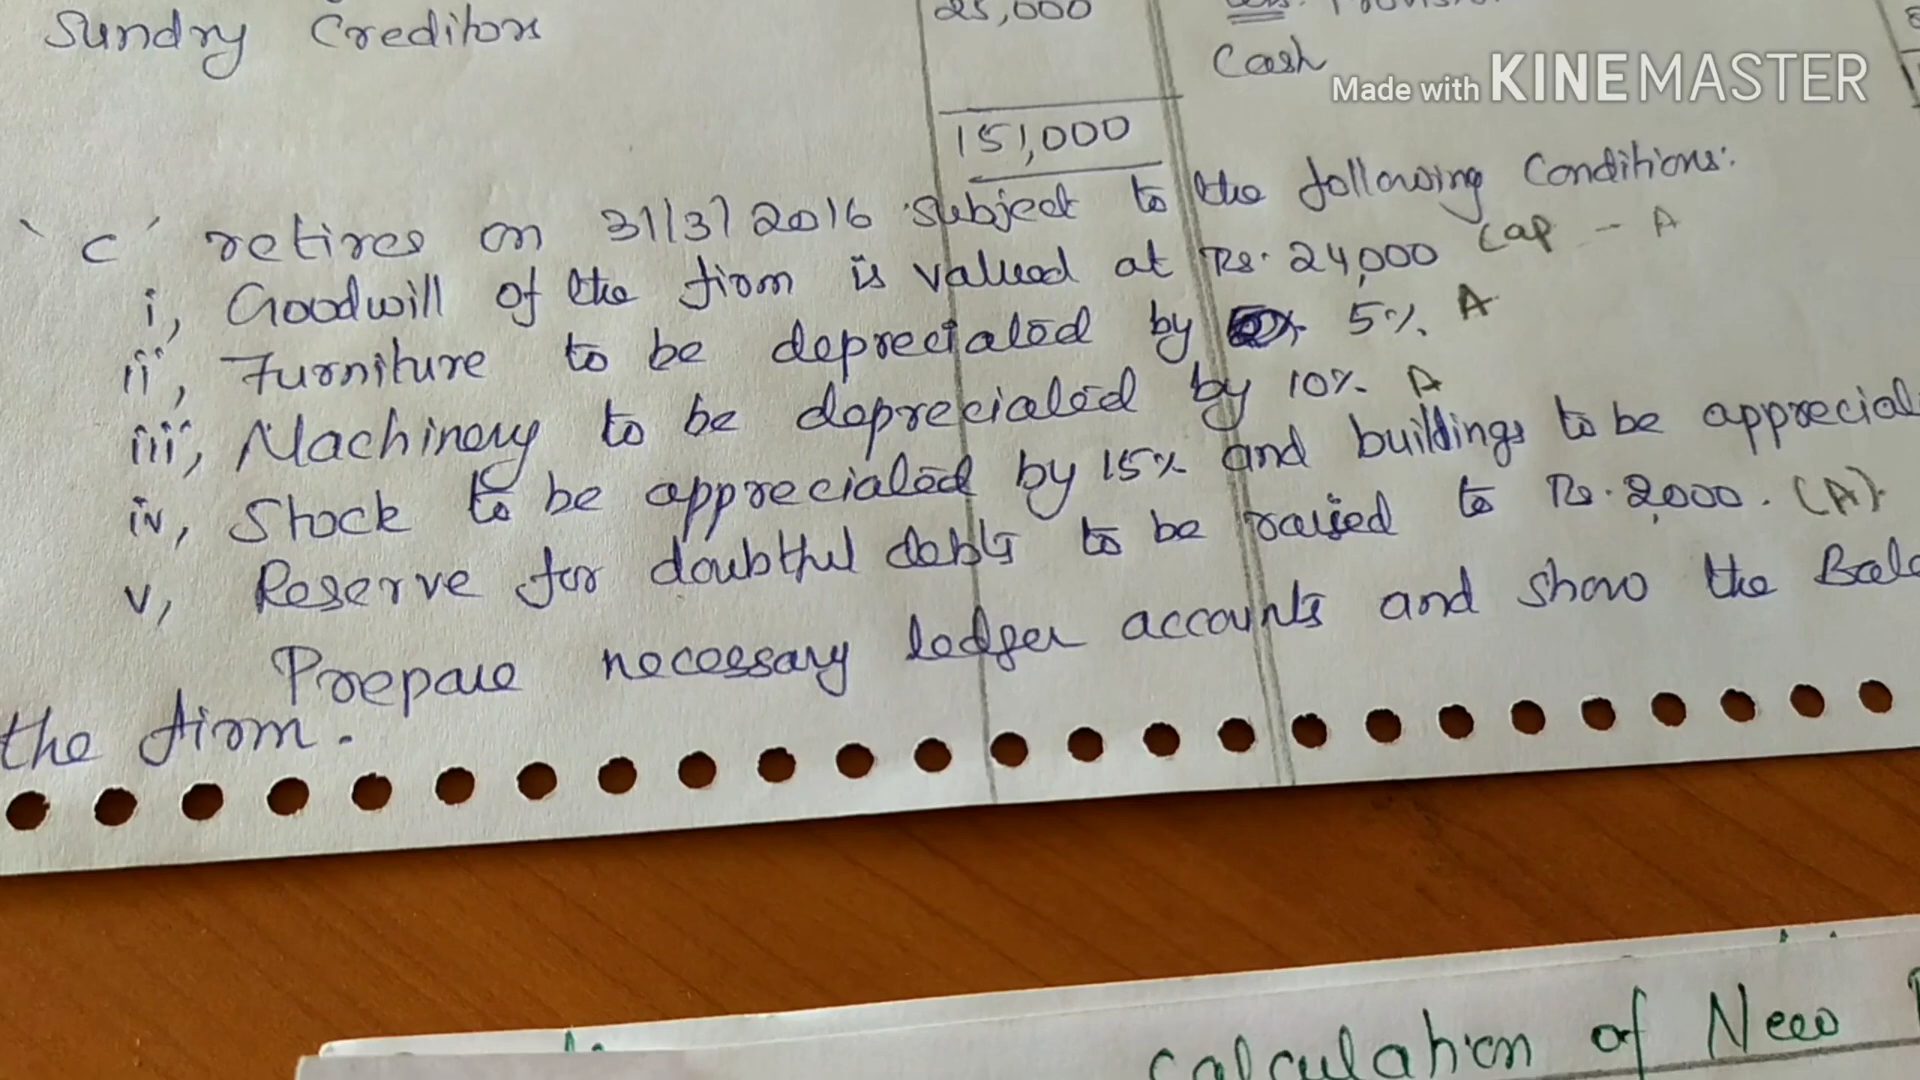 Sundry Creditors 25,000
Cash
Made with KINEMASTER
151,000
'C' retires on 31/3/2016 subject to the following Conditions:
i, Goodwill of the firm is valued at Rs. 24,000 Cap - A
ii, Furniture to be depreciated by 5%. A
iii, Machinery to be depreciated by 10%. A
iv, Stock to be appreciated by 15% and buildings to be appreciat
v, Reserve for doubtful debts to be raised to Rs. 2,000. (A).
Prepare necessary ledger accounts and show the Bala
the firm.
calculation of New